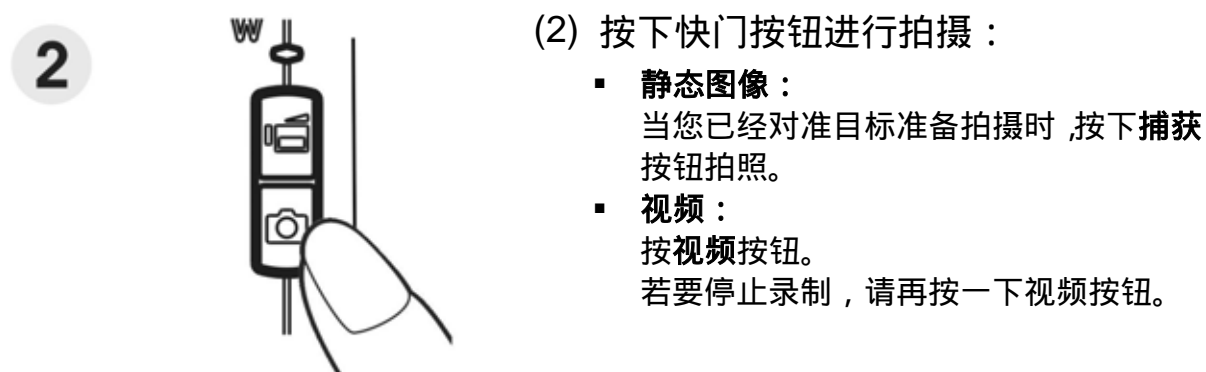 2
W
(2) 按下快门按钮进行拍摄：
▪ 静态图像：
当您已经对准目标准备拍摄时,按下捕获
按钮拍照。
▪ 视频：
按视频按钮。
若要停止录制，请再按一下视频按钮。